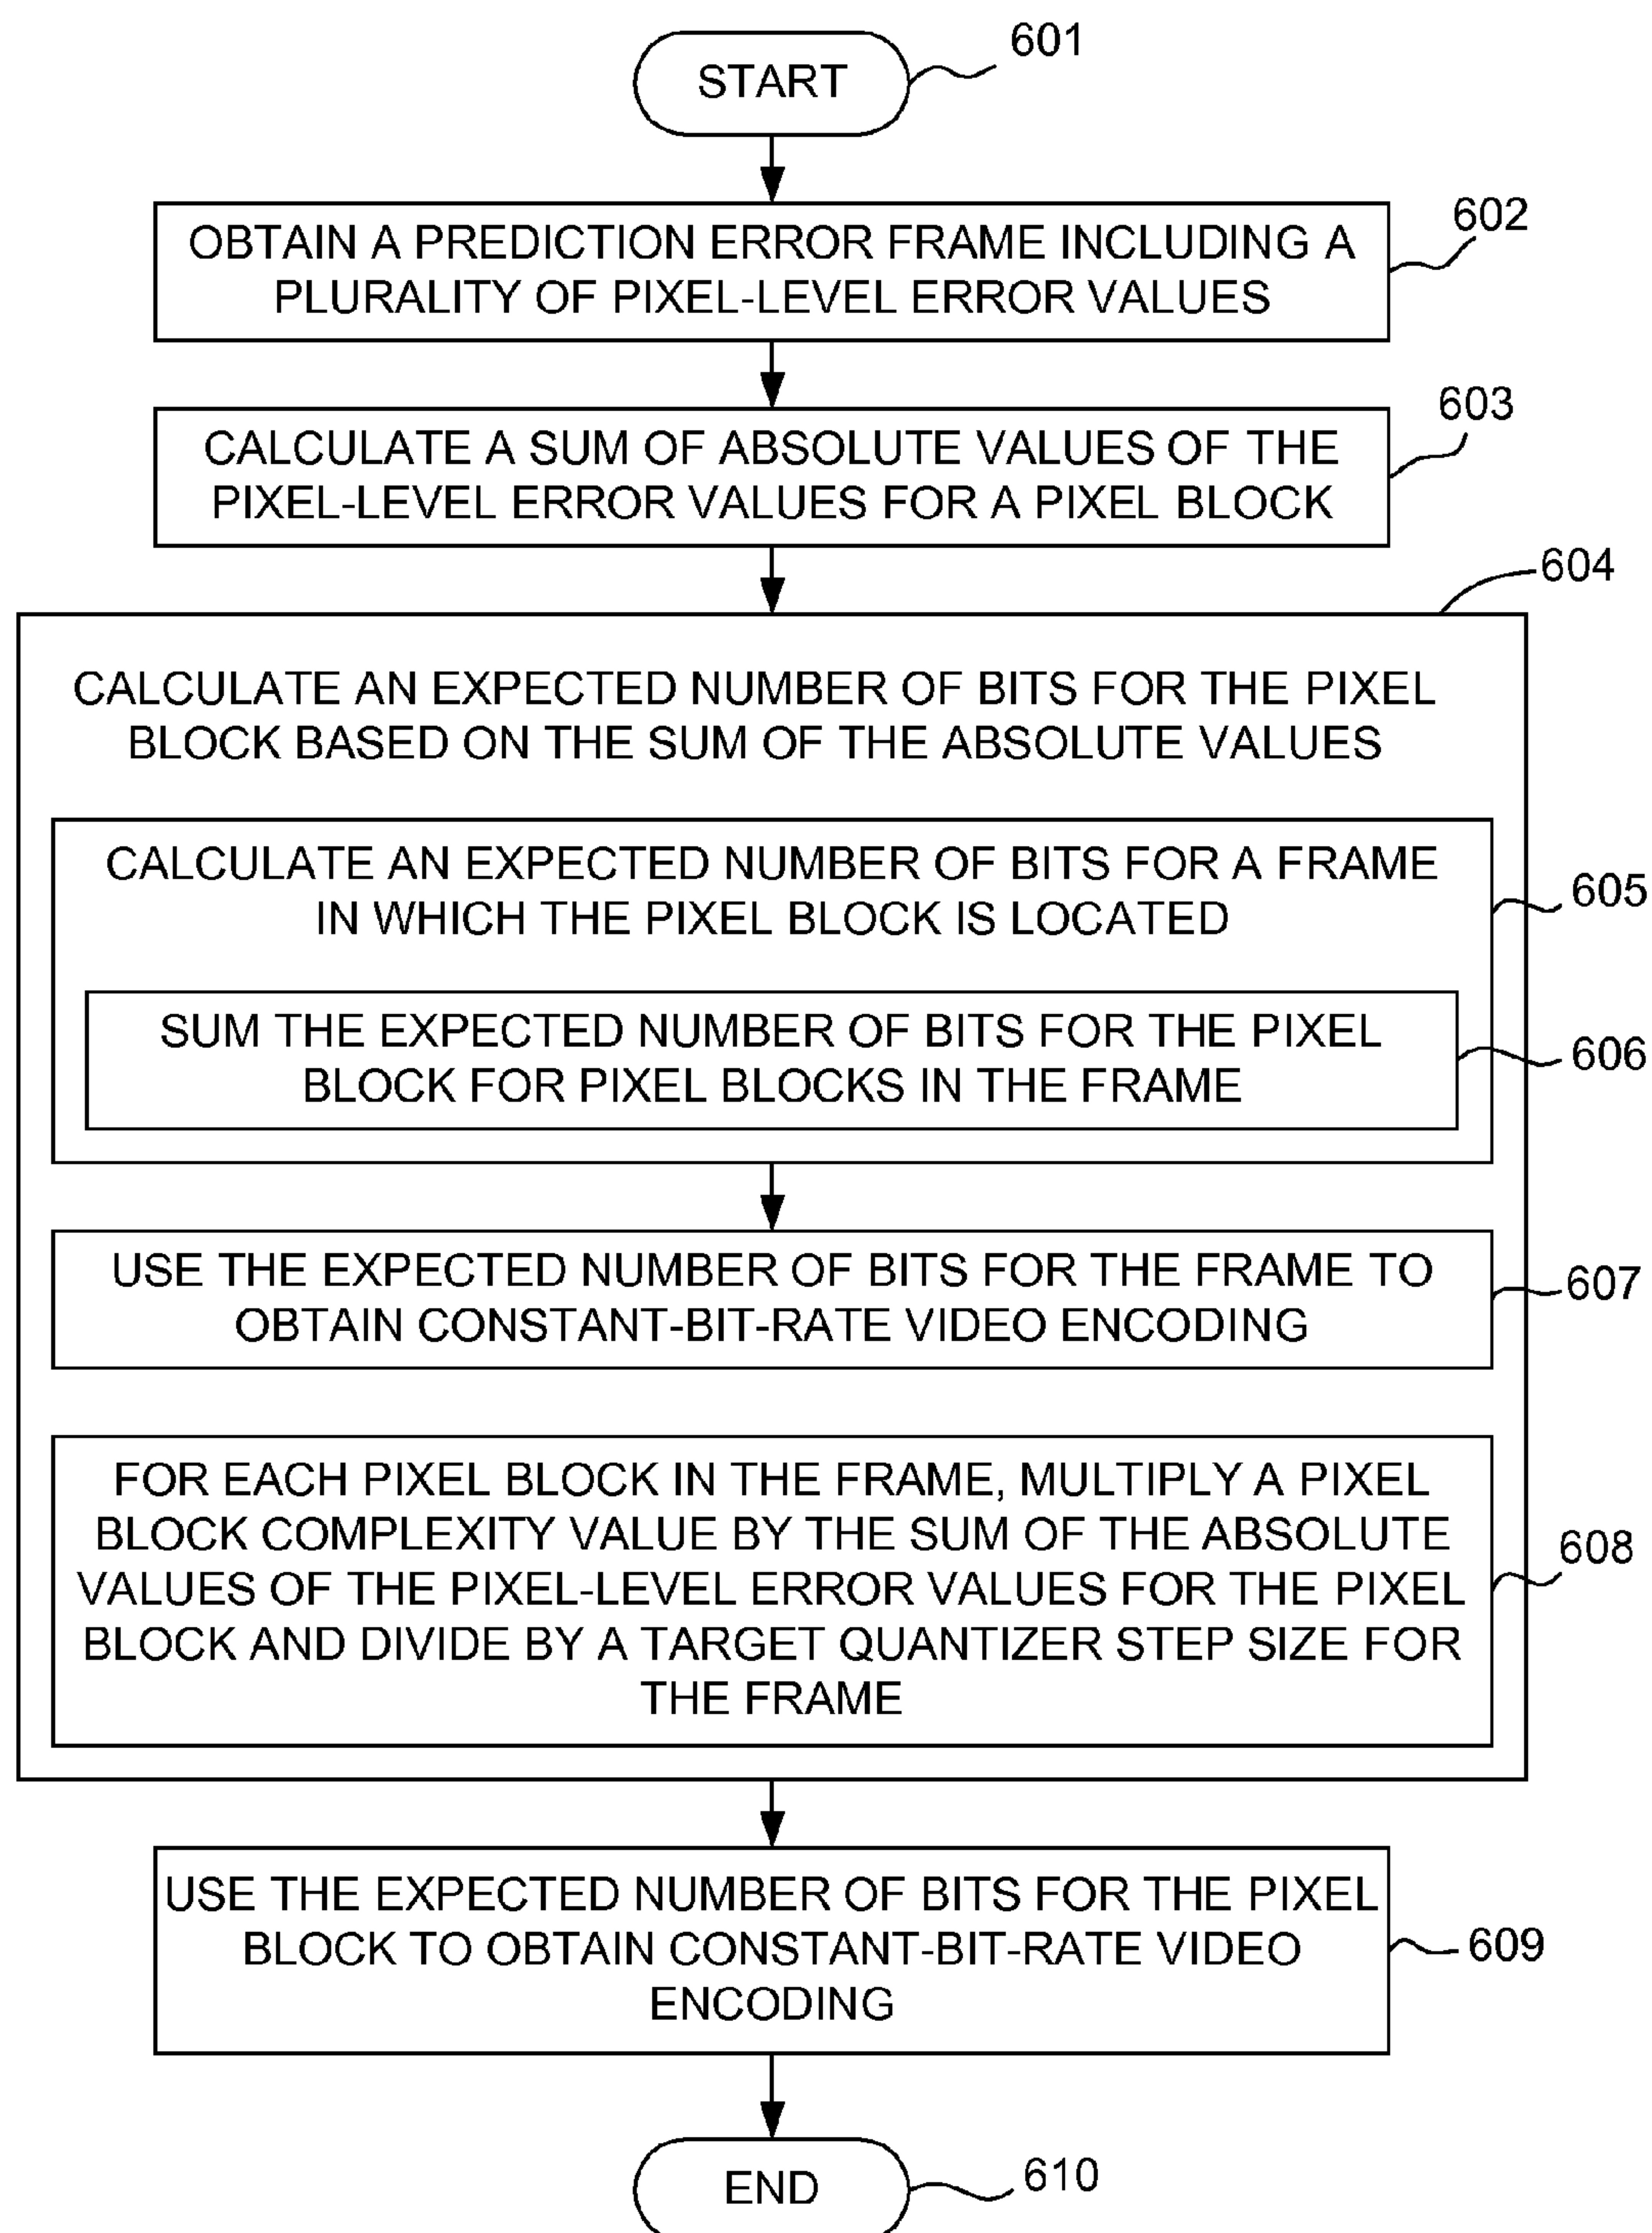 START
601
OBTAIN A PREDICTION ERROR FRAME INCLUDING A
PLURALITY OF PIXEL-LEVEL ERROR VALUES
602
CALCULATE A SUM OF ABSOLUTE VALUES OF THE
PIXEL-LEVEL ERROR VALUES FOR A PIXEL BLOCK
603
604
CALCULATE AN EXPECTED NUMBER OF BITS FOR THE PIXEL
BLOCK BASED ON THE SUM OF THE ABSOLUTE VALUES
CALCULATE AN EXPECTED NUMBER OF BITS FOR A FRAME
IN WHICH THE PIXEL BLOCK IS LOCATED
605
SUM THE EXPECTED NUMBER OF BITS FOR THE PIXEL
BLOCK FOR PIXEL BLOCKS IN THE FRAME
606
USE THE EXPECTED NUMBER OF BITS FOR THE FRAME TO
OBTAIN CONSTANT-BIT-RATE VIDEO ENCODING
607
FOR EACH PIXEL BLOCK IN THE FRAME, MULTIPLY A PIXEL
BLOCK COMPLEXITY VALUE BY THE SUM OF THE ABSOLUTE
VALUES OF THE PIXEL-LEVEL ERROR VALUES FOR THE PIXEL
BLOCK AND DIVIDE BY A TARGET QUANTIZER STEP SIZE FOR
THE FRAME
608
USE THE EXPECTED NUMBER OF BITS FOR THE PIXEL
BLOCK TO OBTAIN CONSTANT-BIT-RATE VIDEO
ENCODING
609
END
610